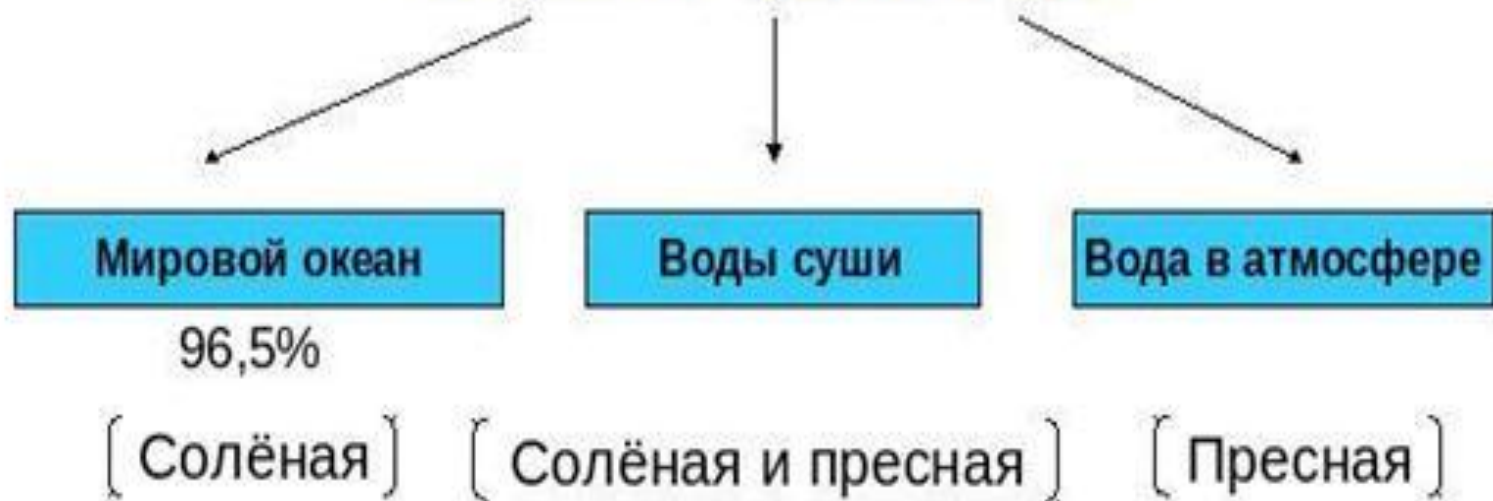 Мировой океан
Воды суши
Вода в атмосфере
96,5%
Солёная
Солёная и пресная
Пресная